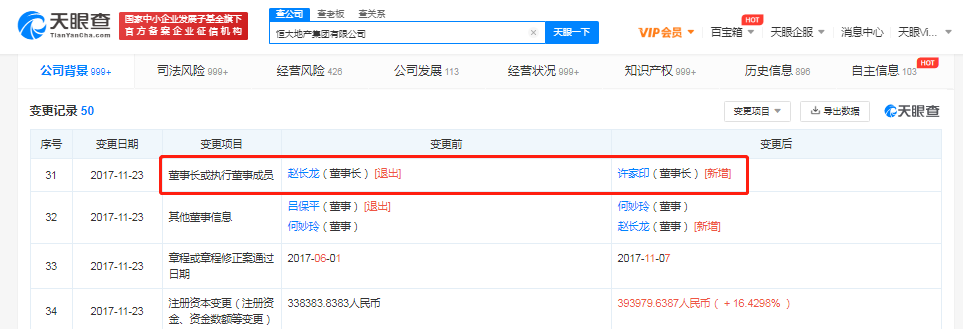 天眼查
TianYanCha.com
国家中小企业发展子基金旗下
官方备案企业征信机构
查公司 查老板 查关系
恒大地产集团有限公司 × 天眼一下
VIP会员 百宝箱 HOT 天眼企服 消息中心 天眼Vi...
公司背景 999+ 司法风险 999+ 经营风险 426 公司发展 113 经营状况 999+ 知识产权 999+ 历史信息 896 自主信息 103 HOT
变更记录 50 变更项目 导出数据 天眼查
序号 变更日期 变更项目 变更前 变更后
31 2017-11-23 董事长或执行董事成员 赵长龙（董事长）[退出] 许家印（董事长）[新增]
32 2017-11-23 其他董事信息 吕保平（董事）[退出] 何妙玲（董事）
何妙玲（董事） 赵长龙（董事）[新增]
33 2017-11-23 章程或章程修正案通过 2017-06-01 2017-11-07
日期
34 2017-11-23 注册资本变更（注册资 338383.8383人民币 393979.6387人民币（ + 16.4298% ）
金、资金数额等变更）